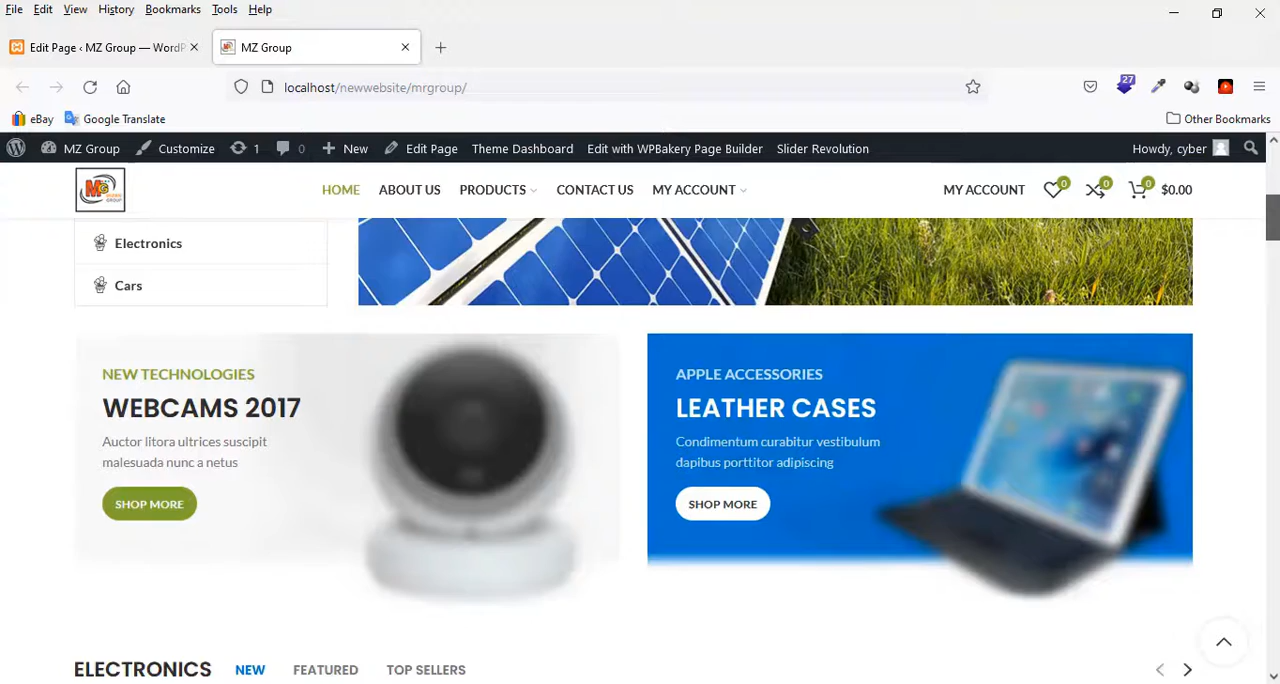 File Edit View History Bookmarks Tools Help
Edit Page ‹ MZ Group — WordP
MZ Group
localhost/newwebsite/mrgroup/
27
eBay Google Translate Other Bookmarks
MZ Group Customize 1 0 New Edit Page Theme Dashboard Edit with WPBakery Page Builder Slider Revolution Howdy, cyber
HOME ABOUT US PRODUCTS CONTACT US MY ACCOUNT MY ACCOUNT 0 0 0 $0.00
Electronics
Cars
NEW TECHNOLOGIES
WEBCAMS 2017
Auctor litora ultrices suscipit
malesuada nunc a netus
SHOP MORE
APPLE ACCESSORIES
LEATHER CASES
Condimentum curabitur vestibulum
dapibus porttitor adipiscing
SHOP MORE
ELECTRONICS NEW FEATURED TOP SELLERS